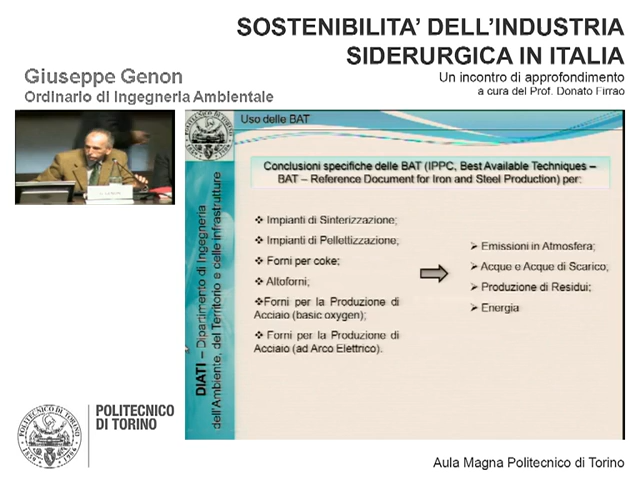 SOSTENIBILITA' DELL'INDUSTRIA
SIDERURGICA IN ITALIA
Un incontro di approfondimento
a cura del Prof. Donato Firrao
Giuseppe Genon
Ordinario di Ingegneria Ambientale
Uso delle BAT
Conclusioni specifiche delle BAT (IPPC, Best Available Techniques –
BAT – Reference Document for Iron and Steel Production) per:
❖ Impianti di Sinterizzazione;
❖ Impianti di Pellettizzazione;
❖ Forni per coke;
❖ Altoforni;
❖Forni per la Produzione di
Acciaio (basic oxygen);
❖ Forni per la Produzione di
Acciaio (ad Arco Elettrico).
➢ Emissioni in Atmosfera;
➢ Acque e Acque di Scarico;
➢ Produzione di Residui;
➢ Energia
DIATI – Dipartimento di Ingegneria
dell'Ambiente, del Territorio e delle infrastrutture
POLITECNICO
DI TORINO
Aula Magna Politecnico di Torino